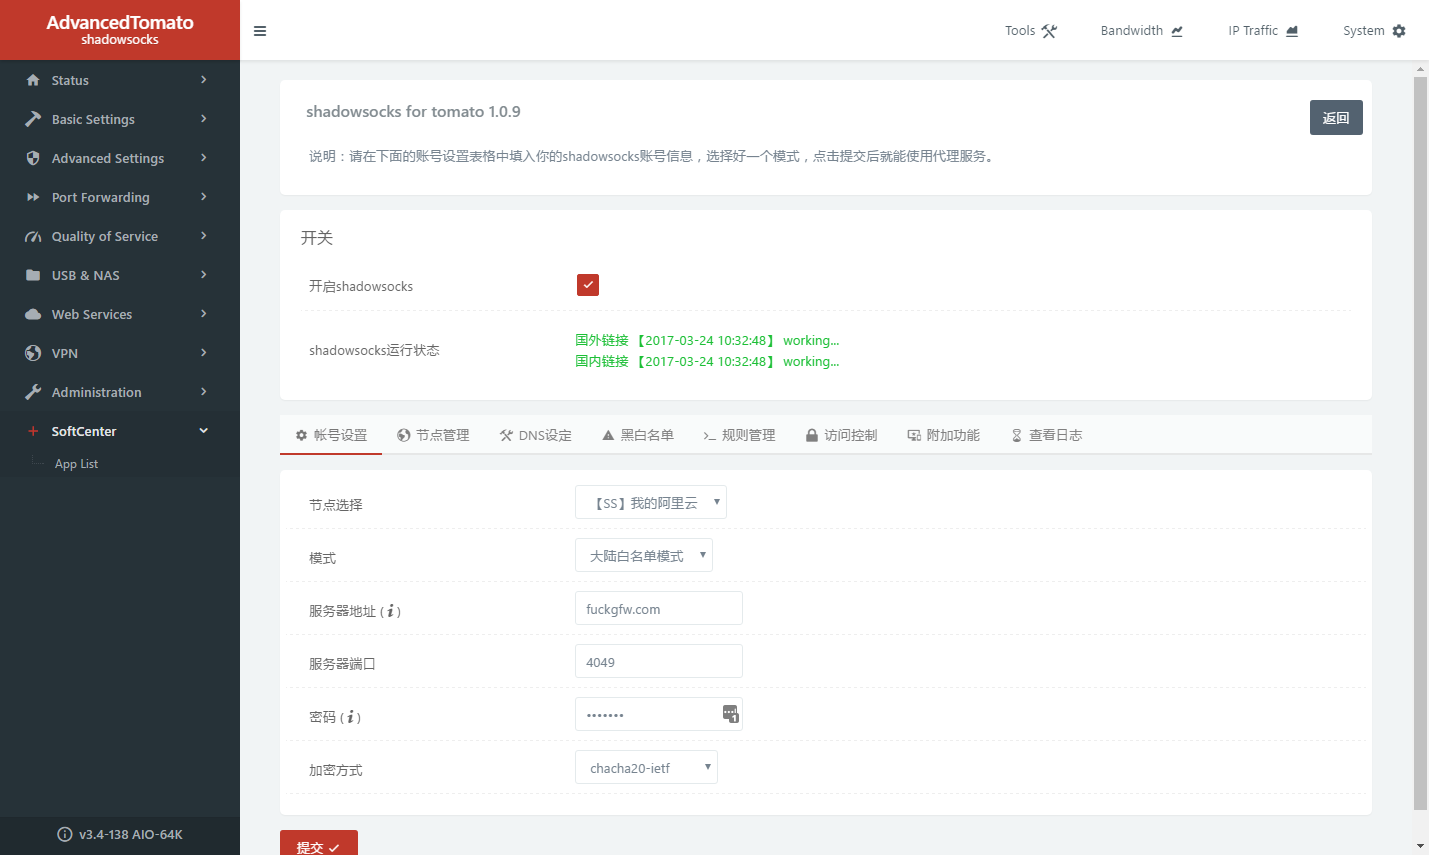 AdvancedTomato
shadowsocks
Tools
Bandwidth
IP Traffic
System
Status
Basic Settings
Advanced Settings
Port Forwarding
Quality of Service
USB & NAS
Web Services
VPN
Administration
SoftCenter
App List
v3.4-138 AIO-64K
shadowsocks for tomato 1.0.9
返回
说明：请在下面的账号设置表格中填入你的shadowsocks账号信息，选择好一个模式，点击提交后就能使用代理服务。
开关
开启shadowsocks
shadowsocks运行状态
国外链接 【2017-03-24 10:32:48】 working...
国内链接 【2017-03-24 10:32:48】 working...
帐号设置
节点管理
DNS设定
黑白名单
规则管理
访问控制
附加功能
查看日志
节点选择
【SS】我的阿里云
模式
大陆白名单模式
服务器地址 ( i )
fuckgfw.com
服务器端口
4049
密码 ( i )
•••••••
1
加密方式
chacha20-ietf
提交